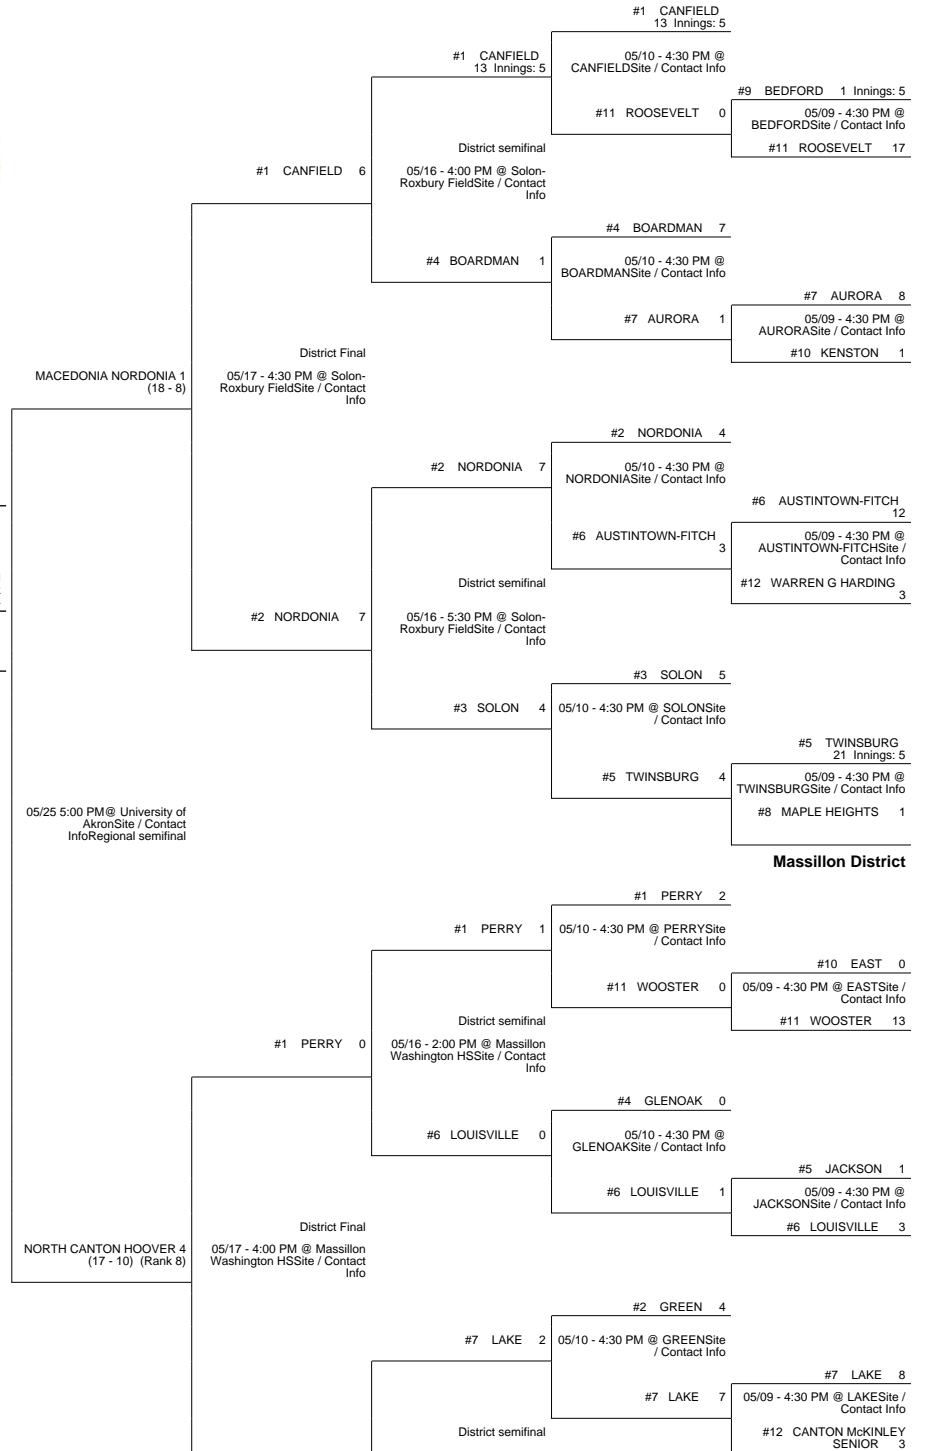 #1 CANFIELD
13 Innings: 5
#1 CANFIELD
13 Innings: 5
05/10 - 4:30 PM @
CANFIELDSite / Contact Info
#9 BEDFORD 1 Innings: 5
#11 ROOSEVELT 0
05/09 - 4:30 PM @
BEDFORDSite / Contact Info
#11 ROOSEVELT 17
District semifinal
#1 CANFIELD 6
05/16 - 4:00 PM @ Solon-
Roxbury FieldSite / Contact
Info
#4 BOARDMAN 7
#4 BOARDMAN 1
05/10 - 4:30 PM @
BOARDMANSite / Contact Info
#7 AURORA 8
#7 AURORA 1
05/09 - 4:30 PM @
AURORASite / Contact Info
#10 KENSTON 1
District Final
MACEDONIA NORDONIA 1
(18 - 8)
05/17 - 4:30 PM @ Solon-
Roxbury FieldSite / Contact
Info
#2 NORDONIA 4
#2 NORDONIA 7
05/10 - 4:30 PM @
NORDONIASite / Contact Info
#6 AUSTINTOWN-FITCH
12
#6 AUSTINTOWN-FITCH
3
05/09 - 4:30 PM @
AUSTINTOWN-FITCHSite /
Contact Info
#12 WARREN G HARDING
3
District semifinal
#2 NORDONIA 7
05/16 - 5:30 PM @ Solon-
Roxbury FieldSite / Contact
Info
#3 SOLON 5
#3 SOLON 4
05/10 - 4:30 PM @ SOLONSite
/ Contact Info
#5 TWINSBURG
21 Innings: 5
#5 TWINSBURG 4
05/09 - 4:30 PM @
TWINSBURGSite / Contact Info
#8 MAPLE HEIGHTS 1
05/25 5:00 PM@ University of
AkronSite / Contact
InfoRegional semifinal
Massillon District
#1 PERRY 2
#1 PERRY 1
05/10 - 4:30 PM @ PERRYSite
/ Contact Info
#10 EAST 0
#11 WOOSTER 0
05/09 - 4:30 PM @ EASTSite /
Contact Info
#11 WOOSTER 13
District semifinal
#1 PERRY 0
05/16 - 2:00 PM @ Massillon
Washington HSSite / Contact
Info
#4 GLENOAK 0
#6 LOUISVILLE 0
05/10 - 4:30 PM @
GLENOAKSite / Contact Info
#5 JACKSON 1
#6 LOUISVILLE 1
05/09 - 4:30 PM @
JACKSONSite / Contact Info
#6 LOUISVILLE 3
District Final
NORTH CANTON HOOVER 4
(17 - 10) (Rank 8)
05/17 - 4:00 PM @ Massillon
Washington HSSite / Contact
Info
#2 GREEN 4
#7 LAKE 2
05/10 - 4:30 PM @ GREENSite
/ Contact Info
#7 LAKE 8
#7 LAKE 7
05/09 - 4:30 PM @ LAKESite /
Contact Info
District semifinal
#12 CANTON McKINLEY
SENIOR 3